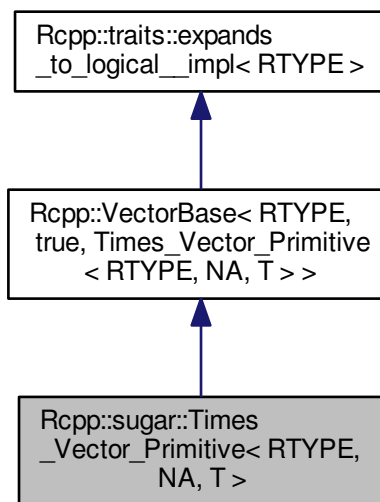 Rcpp::traits::expands
_to_logical__impl< RTYPE >
Rcpp::VectorBase< RTYPE,
true, Times_Vector_Primitive
< RTYPE, NA, T > >
Rcpp::sugar::Times
_Vector_Primitive< RTYPE,
NA, T >